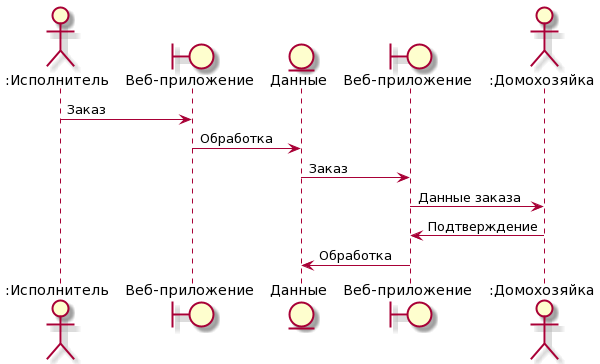 :Исполнитель Веб-приложение Данные Веб-приложение :Домохозяйка
Заказ
Обработка
Заказ
Данные заказа
Подтверждение
Обработка
:Исполнитель Веб-приложение Данные Веб-приложение :Домохозяйка